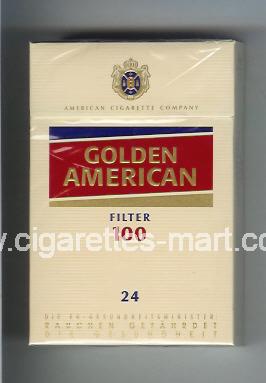 AMERICAN CIGARETTE COMPANY
GOLDEN
AMERICAN
FILTER
100
www.cigarettes-mart.com
24
DIE EG-GESUNDHEITSMINISTER:
RAUCHEN GEFÄHRDET
DIE GESUNDHEIT